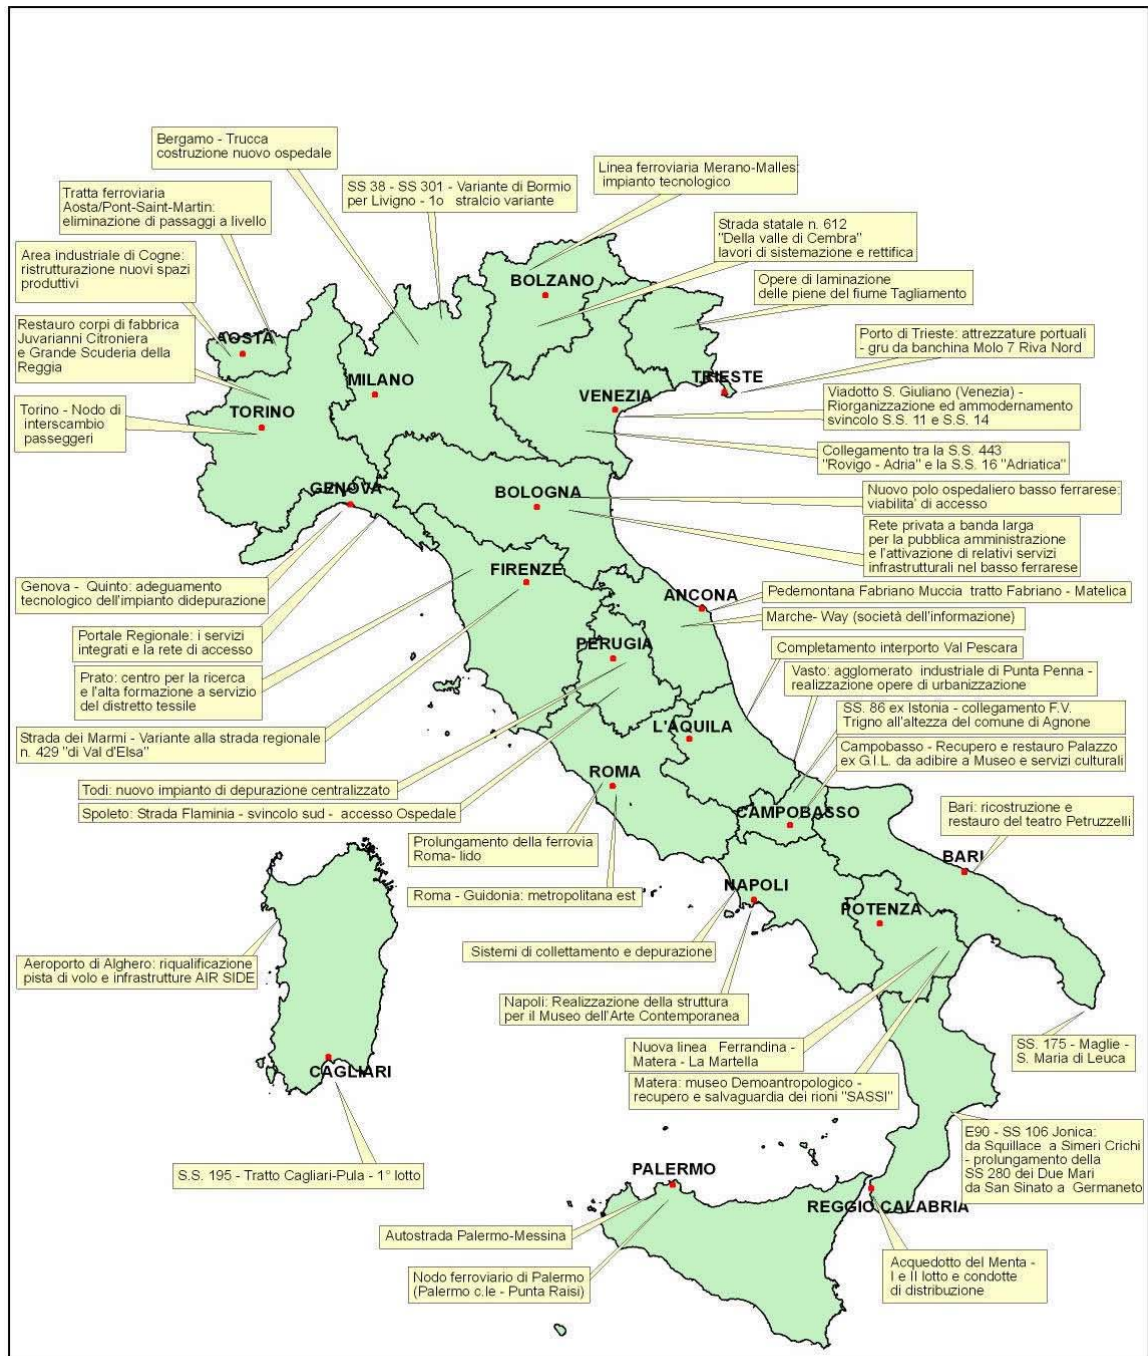 Bergamo - Trucca
costruzione nuovo ospedale
Linea ferroviaria Merano-Malles:
impianto tecnologico
SS 38 - SS 301 - Variante di Bormio
per Livigno - 1o   stralcio variante
Tratta ferroviaria
Aosta/Pont-Saint-Martin:
eliminazione di passaggi a livello
Strada statale n. 612
"Della valle di Cembra"
lavori di sistemazione e rettifica
Area industriale di Cogne:
ristrutturazione nuovi spazi
produttivi
BOLZANO
Opere di laminazione
delle piene del fiume Tagliamento
Restauro corpi di fabbrica
Juvarianni Citroniera
e Grande Scuderia della
Reggia
AOSTA
Porto di Trieste: attrezzature portuali
- gru da banchina Molo 7 Riva Nord
MILANO
TRIESTE
VENEZIA
Viadotto S. Giuliano (Venezia) -
Riorganizzazione ed ammodernamento
svincolo S.S. 11 e S.S. 14
Torino - Nodo di
interscambio
passeggeri
TORINO
Collegamento tra la S.S. 443
"Rovigo - Adria" e la S.S. 16 "Adriatica"
GENOVA
BOLOGNA
Nuovo polo ospedaliero basso ferrarese:
viabilita' di accesso
Rete privata a banda larga
per la pubblica amministrazione
e l'attivazione di relativi servizi
infrastrutturali nel basso ferrarese
FIRENZE
Genova -   Quinto: adeguamento
tecnologico dell'impianto didepurazione
ANCONA
Pedemontana Fabriano Muccia  tratto Fabriano - Matelica
Marche- Way (società dell'informazione)
Portale Regionale: i servizi
integrati e la rete di accesso
PERUGIA
Completamento interporto Val Pescara
Prato: centro per la ricerca
e l'alta formazione a servizio
del distretto tessile
Vasto: agglomerato  industriale di Punta Penna -
realizzazione opere di urbanizzazione
SS. 86 ex Istonia - collegamento F.V.
Trigno all'altezza del comune di Agnone
Strada dei Marmi - Variante alla strada regionale
n. 429 "di Val d'Elsa"
L'AQUILA
Campobasso - Recupero e restauro Palazzo
ex G.I.L. da adibire a Museo e servizi culturali
Todi: nuovo impianto di depurazione centralizzato
ROMA
Spoleto: Strada Flaminia - svincolo sud -  accesso Ospedale
CAMPOBASSO
Bari: ricostruzione e
restauro del teatro Petruzzelli
Prolungamento della ferrovia
Roma- lido
BARI
Roma - Guidonia: metropolitana est
NAPOLI
POTENZA
Sistemi di collettamento e depurazione
Aeroporto di Alghero: riqualificazione
pista di volo e infrastrutture AIR SIDE
Napoli: Realizzazione della struttura
per il Museo dell'Arte Contemporanea
Nuova linea   Ferrandina -
Matera - La Martella
SS. 175 - Maglie -
S. Maria di Leuca
CAGLIARI
Matera: museo Demoantropologico -
recupero e salvaguardia dei rioni "SASSI"
E90 - SS 106 Jonica:
da Squillace  a Simeri Crichi
- prolungamento della
SS 280 dei Due Mari
da San Sinato a  Germaneto
S.S. 195 - Tratto Cagliari-Pula - 1° lotto
PALERMO
REGGIO CALABRIA
Autostrada Palermo-Messina
Acquedotto del Menta -
I e II lotto e condotte
di distribuzione
Nodo ferroviario di Palermo
(Palermo c.le - Punta Raisi)